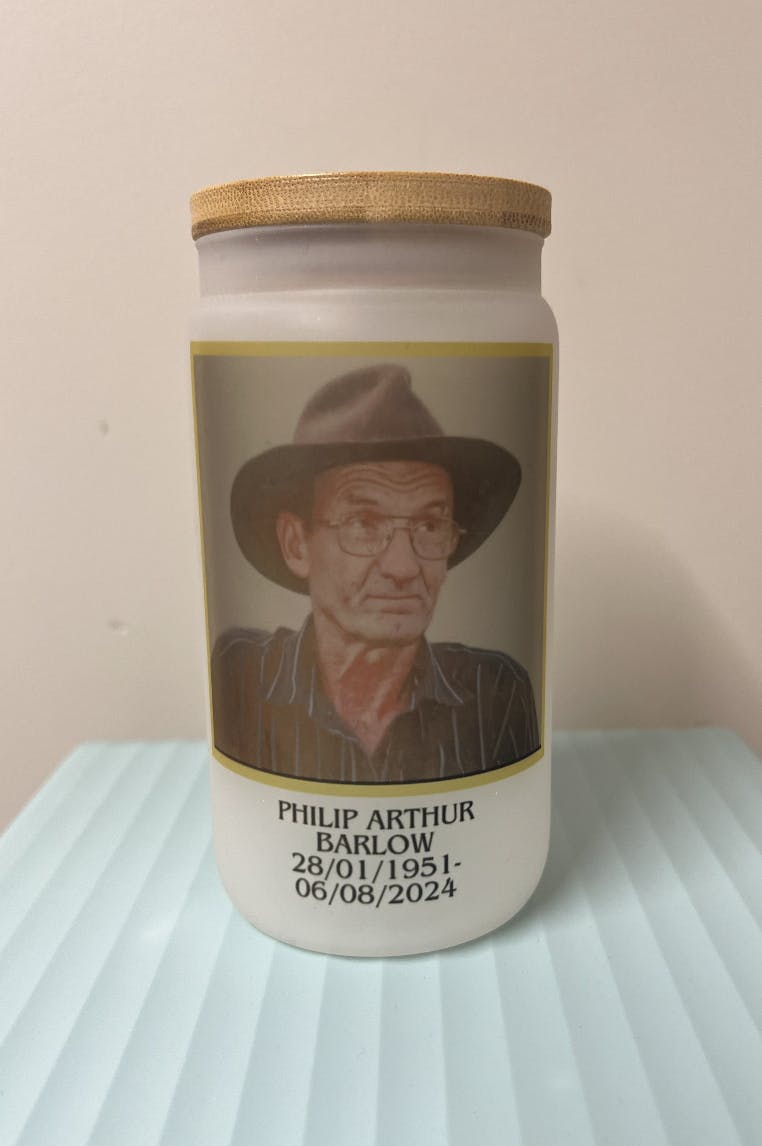 PHILIP ARTHUR
BARLOW
28/01/1951-
06/08/2024